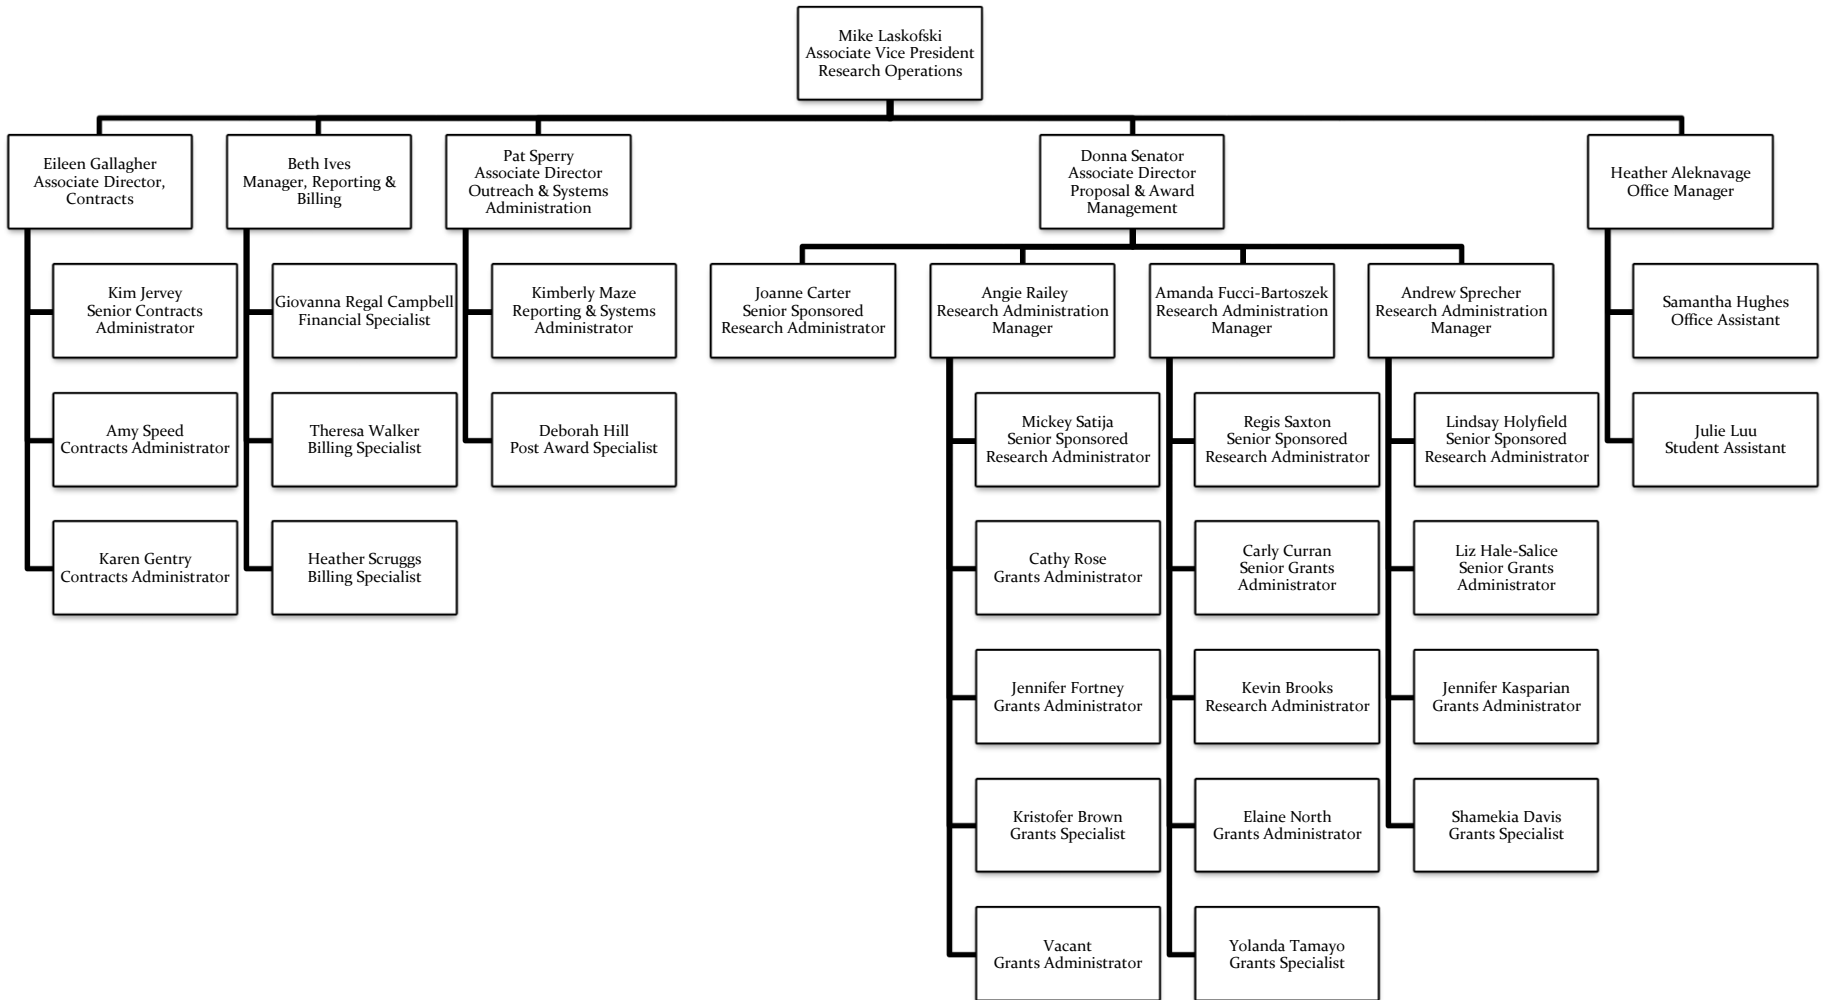 Mike Laskofski
Associate Vice President
Research Operations
Eileen Gallagher
Associate Director,
Contracts
Beth Ives
Manager, Reporting &
Billing
Pat Sperry
Associate Director
Outreach & Systems
Administration
Donna Senator
Associate Director
Proposal & Award
Management
Heather Aleknavage
Office Manager
Kim Jervey
Senior Contracts
Administrator
Giovanna Regal Campbell
Financial Specialist
Kimberly Maze
Reporting & Systems
Administrator
Joanne Carter
Senior Sponsored
Research Administrator
Angie Railey
Research Administration
Manager
Amanda Fucci-Bartoszek
Research Administration
Manager
Andrew Sprecher
Research Administration
Manager
Samantha Hughes
Office Assistant
Amy Speed
Contracts Administrator
Theresa Walker
Billing Specialist
Deborah Hill
Post Award Specialist
Mickey Satija
Senior Sponsored
Research Administrator
Regis Saxton
Senior Sponsored
Research Administrator
Lindsay Holyfield
Senior Sponsored
Research Administrator
Julie Luu
Student Assistant
Karen Gentry
Contracts Administrator
Heather Scruggs
Billing Specialist
Cathy Rose
Grants Administrator
Carly Curran
Senior Grants
Administrator
Liz Hale-Salice
Senior Grants
Administrator
Jennifer Fortney
Grants Administrator
Kevin Brooks
Research Administrator
Jennifer Kasparian
Grants Administrator
Kristofer Brown
Grants Specialist
Elaine North
Grants Administrator
Shamekia Davis
Grants Specialist
Vacant
Grants Administrator
Yolanda Tamayo
Grants Specialist